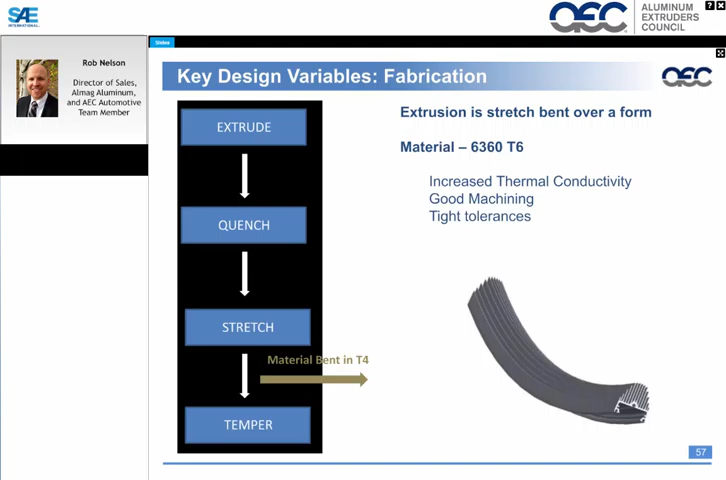 SAE
INTERNATIONAL
AEC
ALUMINUM
EXTRUDERS
COUNCIL
Slides
Rob Nelson
Director of Sales,
Almag Aluminum,
and AEC Automotive
Team Member
Key Design Variables: Fabrication
AEC
EXTRUDE
QUENCH
STRETCH
Material Bent in T4
TEMPER
Extrusion is stretch bent over a form
Material – 6360 T6
Increased Thermal Conductivity
Good Machining
Tight tolerances
57